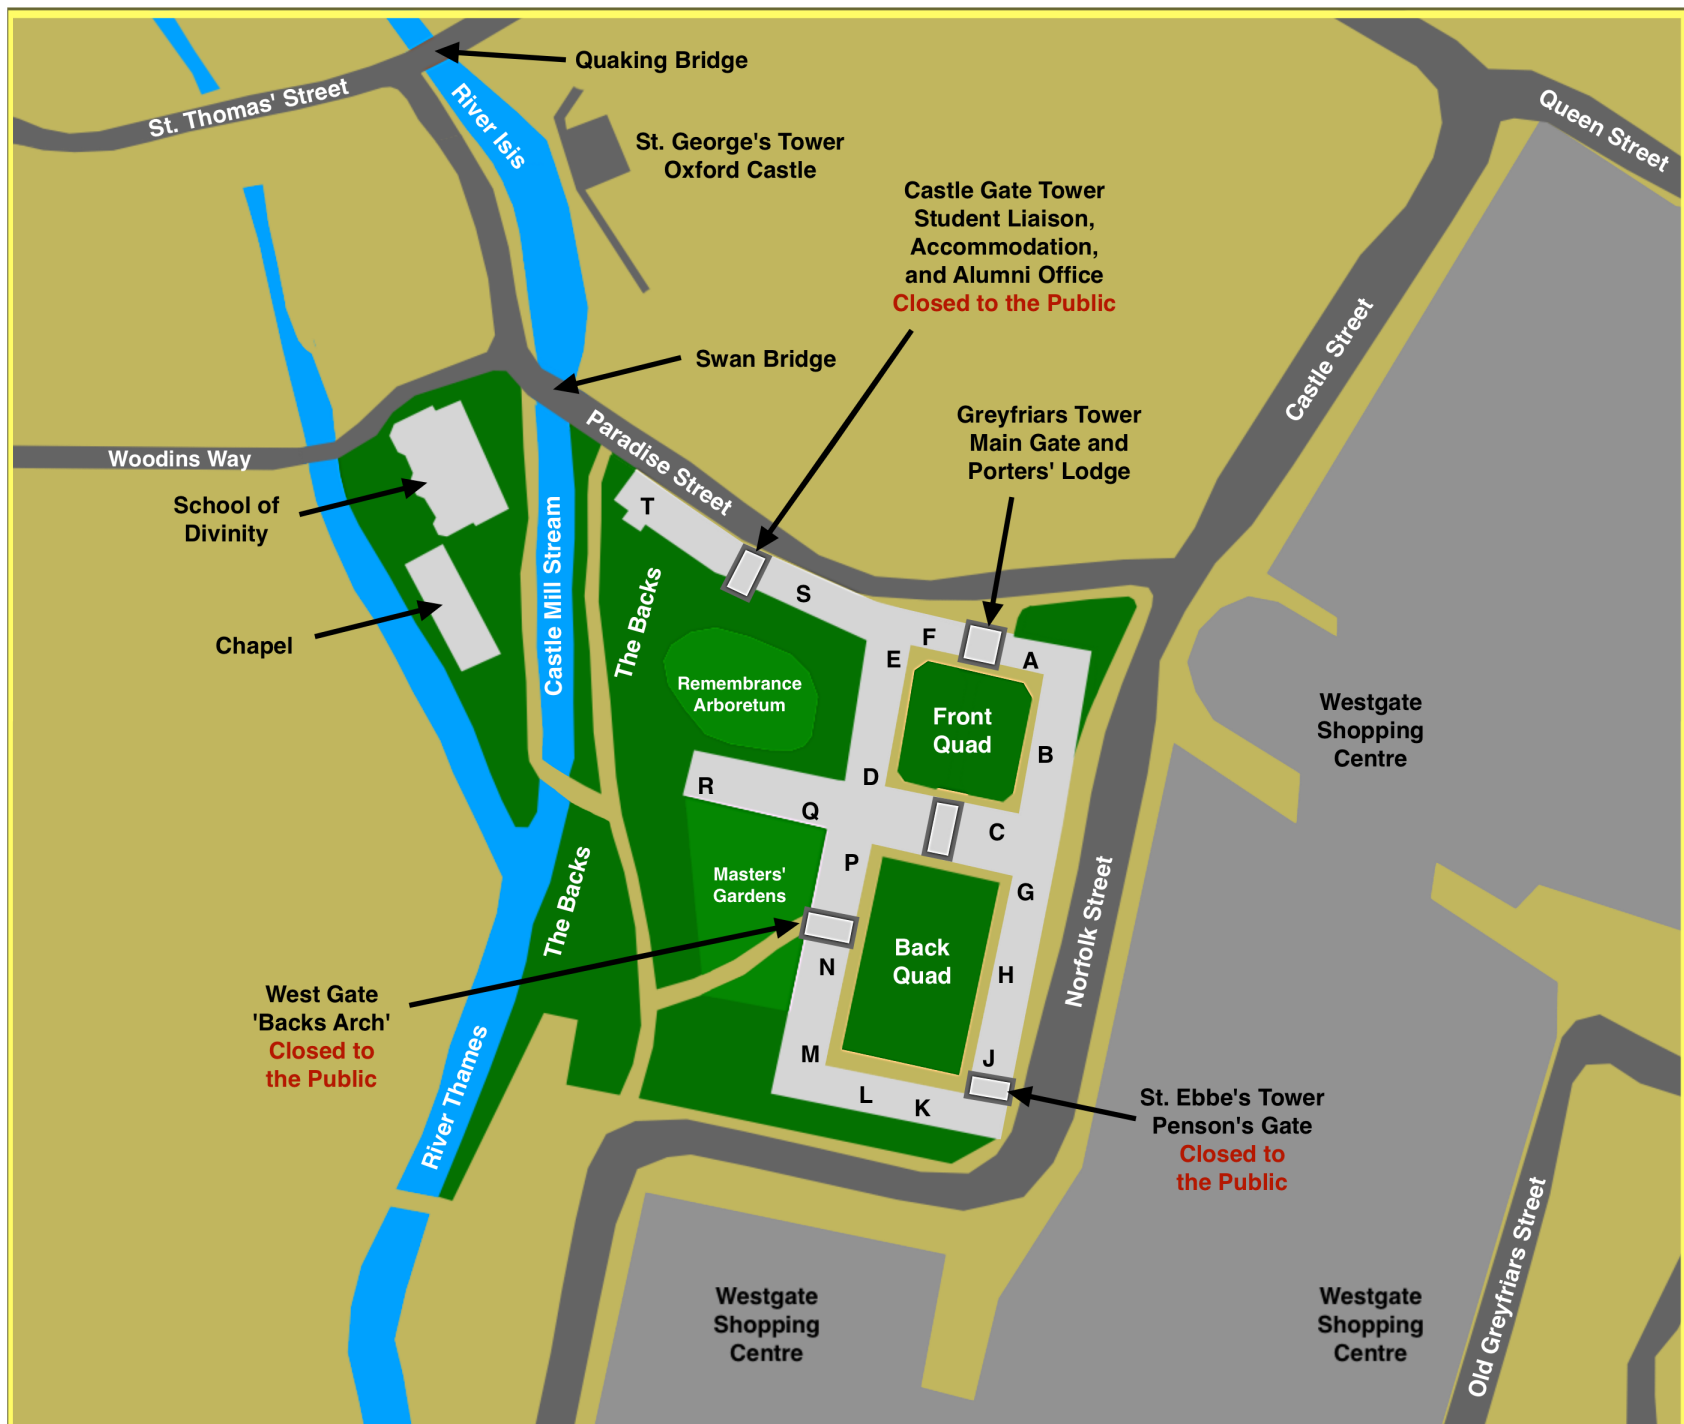 Quaking Bridge
St. Thomas' Street
River Isis
Queen Street
St. George's Tower
Oxford Castle
Castle Gate Tower
Student Liaison,
Accommodation,
and Alumni Office
Closed to the Public
Swan Bridge
Castle Street
Greyfriars Tower
Main Gate and
Porters' Lodge
Paradise Street
Woodins Way
School of
Divinity
T
Castle Mill Stream
S
The Backs
Chapel
F
E
A
Remembrance
Arboretum
Front
Quad
Westgate
Shopping
Centre
B
D
R
Q
C
P
G
Masters'
Gardens
The Backs
Norfolk Street
Back
Quad
N
H
West Gate
'Backs Arch'
Closed to
the Public
M
J
L
K
River Thames
St. Ebbe's Tower
Penson's Gate
Closed to
the Public
Old Greyfriars Street
Westgate
Shopping
Centre
Westgate
Shopping
Centre